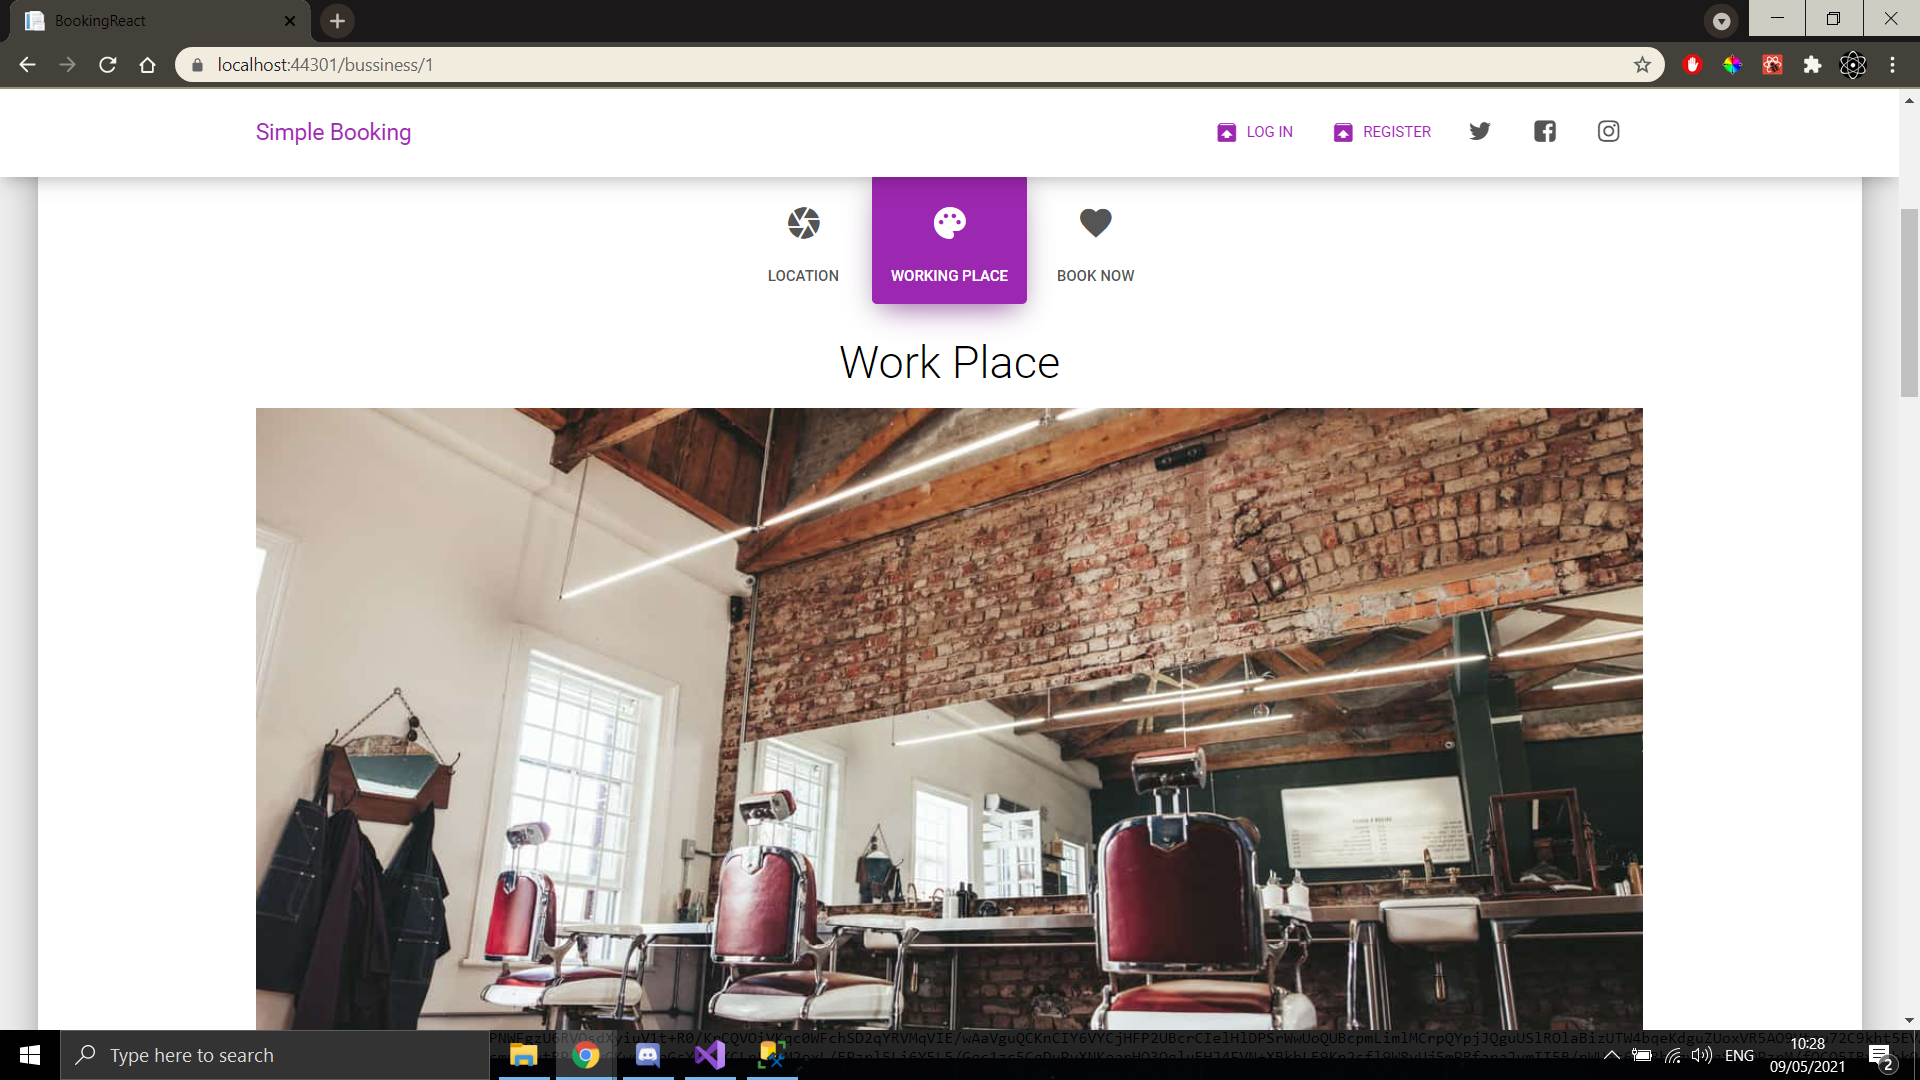 BookingReact
localhost:44301/bussiness/1
Simple Booking
LOG IN
REGISTER
LOCATION
WORKING PLACE
BOOK NOW
Work Place
Type here to search
ENG
10:28
09/05/2021
2